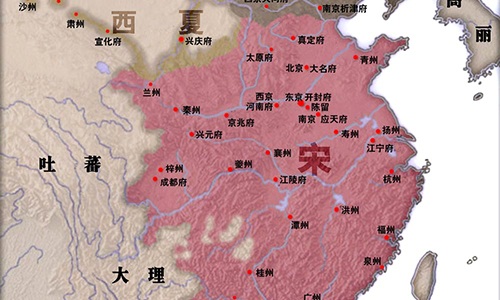 西京大同府
南京析津府
高丽
沙州
肃州
西夏
宣化府
兴庆府
真定府
太原府
北京
大名府
青州
兰州
西京
河南府
东京
开封府
陈留
秦州
京兆府
南京
应天府
兴元府
寿州
扬州
江宁府
吐蕃
襄州
宋
梓州
夔州
成都府
江陵府
杭州
潭州
洪州
福州
大理
泉州
桂州
广州